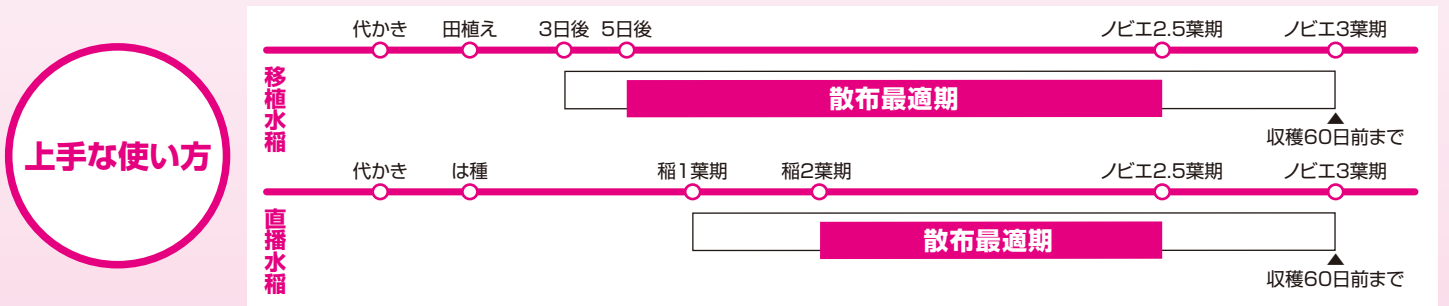 上手な使い方
代かき 田植え 3日後 5日後 ノビエ2.5葉期 ノビエ3葉期
移植水稲
散布最適期
収穫60日前まで
代かき は種 稲1葉期 稲2葉期 ノビエ2.5葉期 ノビエ3葉期
直播水稲
散布最適期
収穫60日前まで